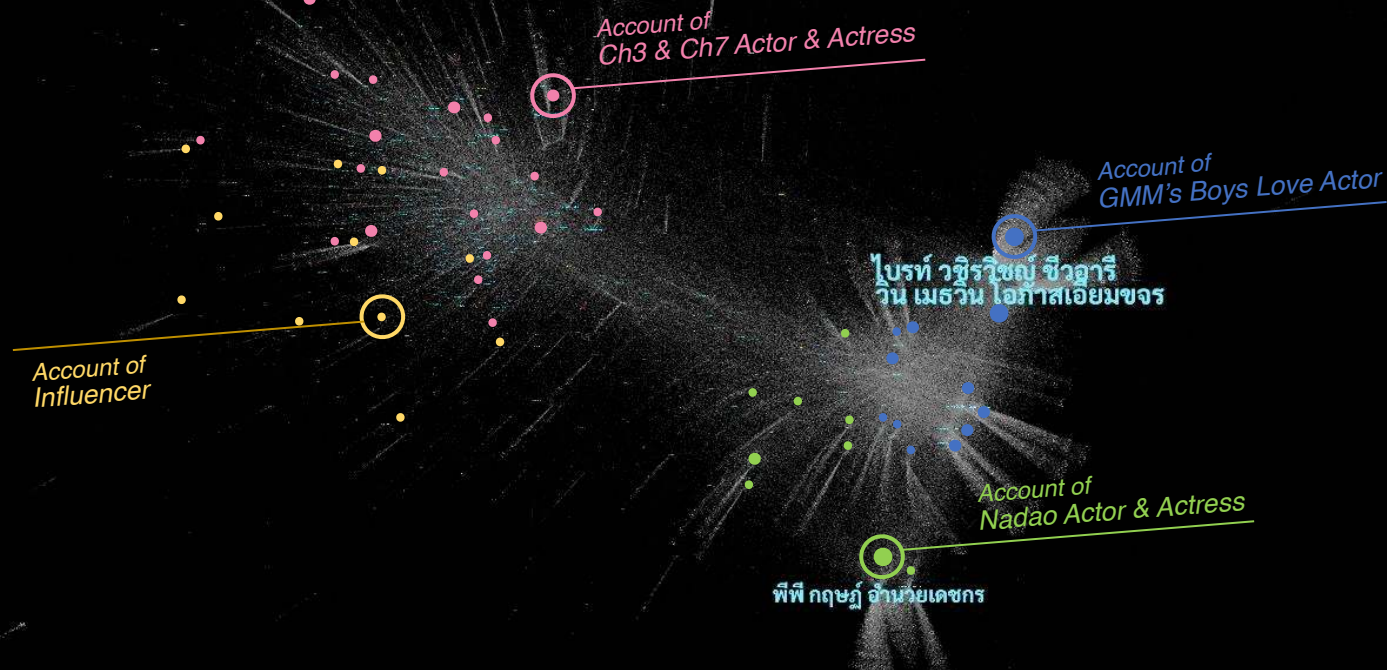 Account of
Ch3 & Ch7 Actor & Actress
Account of
GMM's Boys Love Actor
ไบรท์ วชิรวิชญ์ ชีวอารี
วิน เมธวิน โอภาสเอี่ยมขจร
Account of
Influencer
Account of
Nadao Actor & Actress
พีพี กฤษฏ์ อำนวยเดชกร